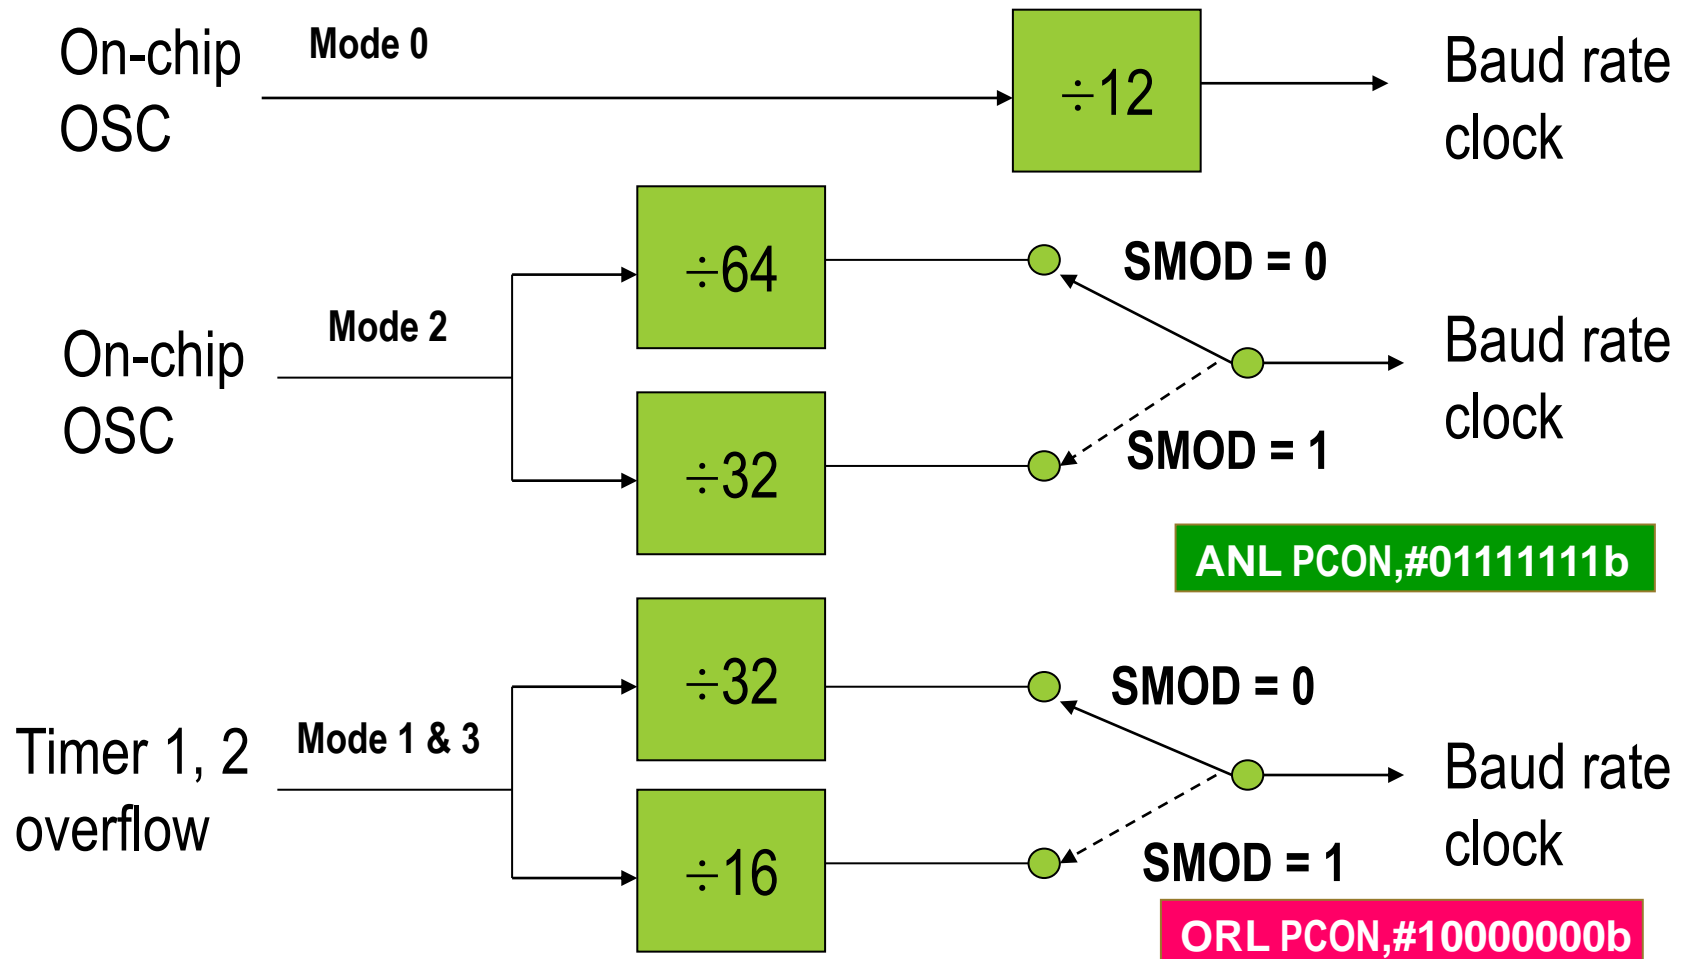 On-chip
OSC
Mode 0
÷12
Baud rate
clock
On-chip
OSC
Mode 2
÷64
÷32
SMOD = 0
SMOD = 1
Baud rate
clock
ANL PCON,#01111111b
Timer 1, 2
overflow
Mode 1 & 3
÷32
÷16
SMOD = 0
SMOD = 1
Baud rate
clock
ORL PCON,#10000000b